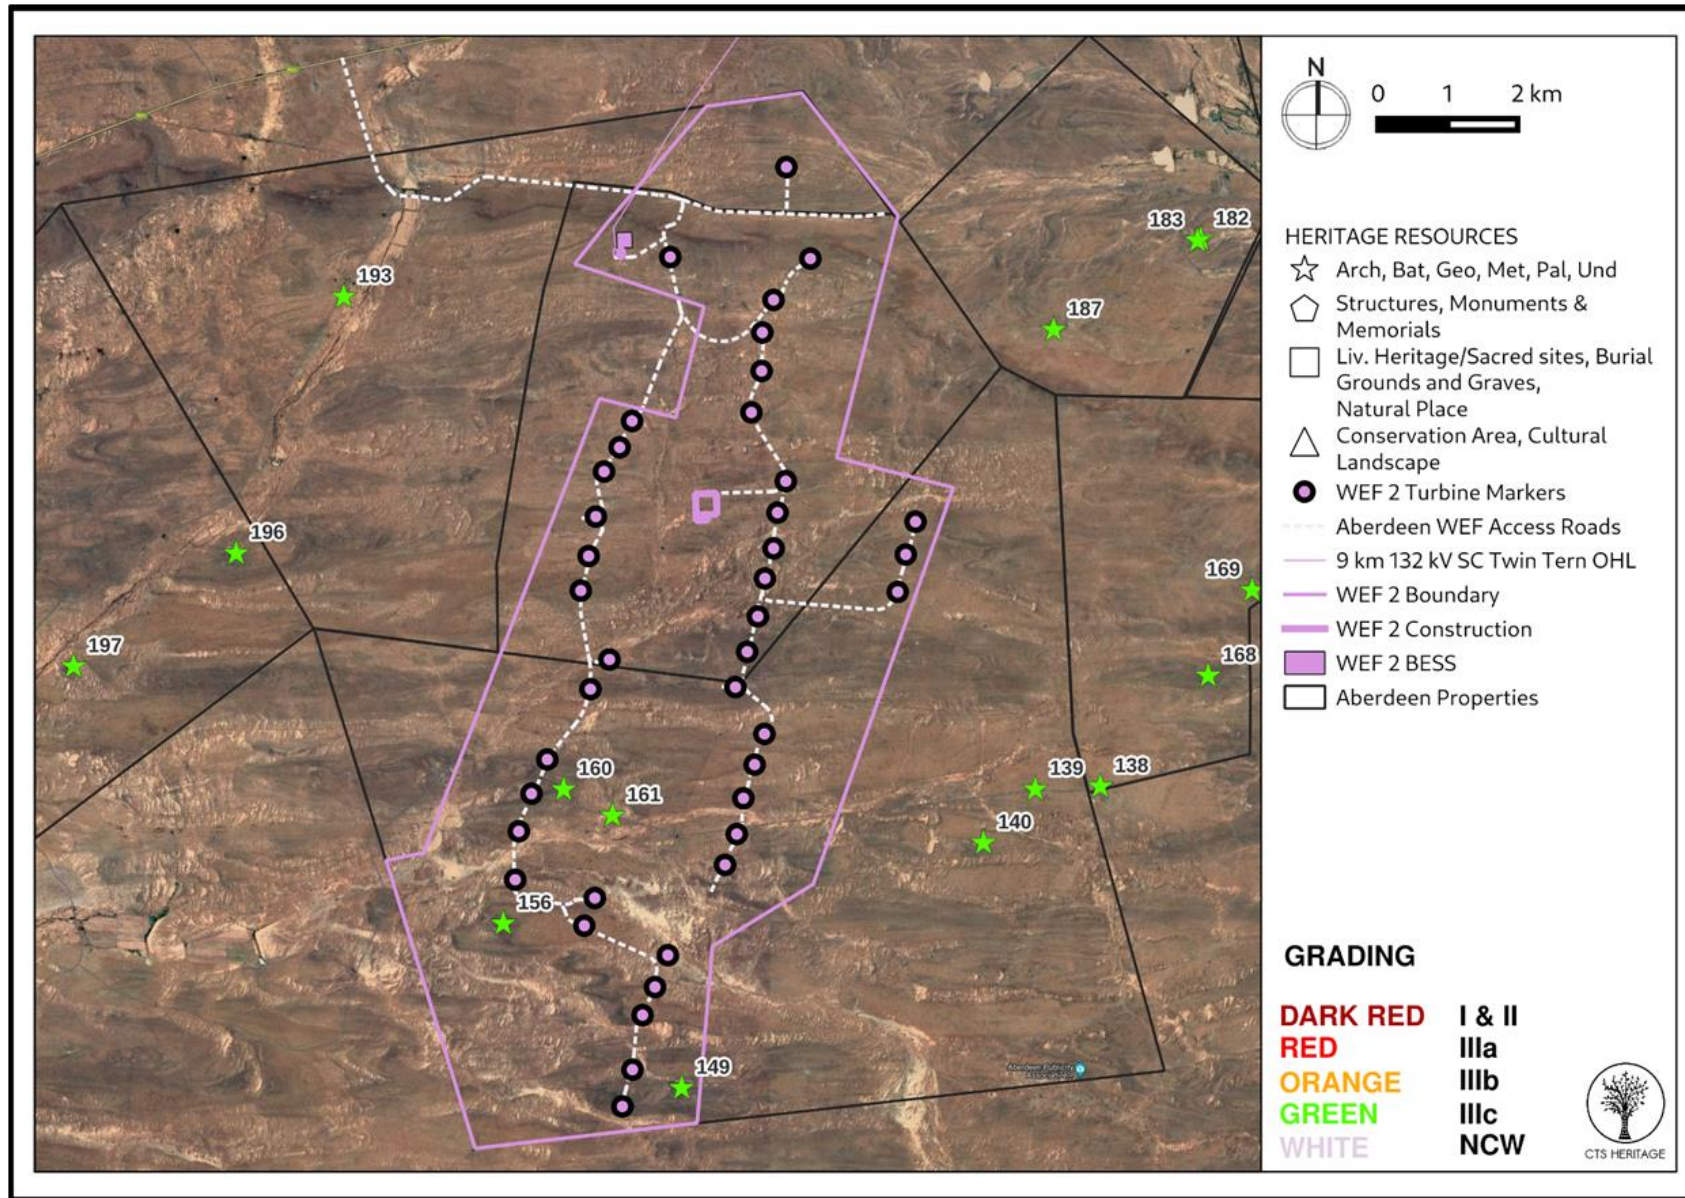 N
0 1 2 km
HERITAGE RESOURCES
Arch, Bat, Geo, Met, Pal, Und
Structures, Monuments &
Memorials
Liv. Heritage/Sacred sites, Burial
Grounds and Graves,
Natural Place
Conservation Area, Cultural
Landscape
WEF 2 Turbine Markers
Aberdeen WEF Access Roads
9 km 132 kV SC Twin Tern OHL
WEF 2 Boundary
WEF 2 Construction
WEF 2 BESS
Aberdeen Properties
GRADING
DARK RED I & II
RED IIIa
ORANGE IIIb
GREEN IIIc
WHITE NCW
CTS HERITAGE
183 182
193
187
196
169
197
168
160
139 138
161
140
156
149
Aberdeen Publicity
Association